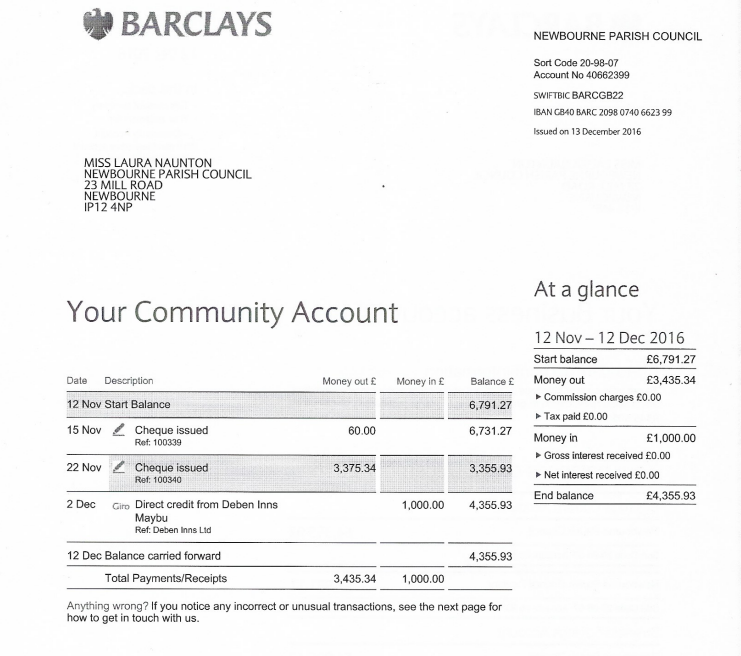 BARCLAYS
NEWBOURNE PARISH COUNCIL
Sort Code 20-98-07
Account No 40662399
SWIFTBIC BARCGB22
IBAN GB40 BARC 2098 0740 6623 99
Issued on 13 December 2016
MISS LAURA NAUNTON
NEWBOURNE PARISH COUNCIL
23 MILL ROAD
NEWBOURNE
IP12 4NP
Your Community Account
Date Description Money out £ Money in £ Balance £
12 Nov Start Balance 6,791.27
15 Nov Cheque issued 60.00 6,731.27
Ref: 100339
22 Nov Cheque issued 3,375.34 3,355.93
Ref: 100340
2 Dec Giro Direct credit from Deben Inns 1,000.00 4,355.93
Maybu
Ref: Deben Inns Ltd
12 Dec Balance carried forward 4,355.93
Total Payments/Receipts 3,435.34 1,000.00
Anything wrong? If you notice any incorrect or unusual transactions, see the next page for
how to get in touch with us.
At a glance
12 Nov – 12 Dec 2016
Start balance £6,791.27
Money out £3,435.34
▶ Commission charges £0.00
▶ Tax paid £0.00
Money in £1,000.00
▶ Gross interest received £0.00
▶ Net interest received £0.00
End balance £4,355.93